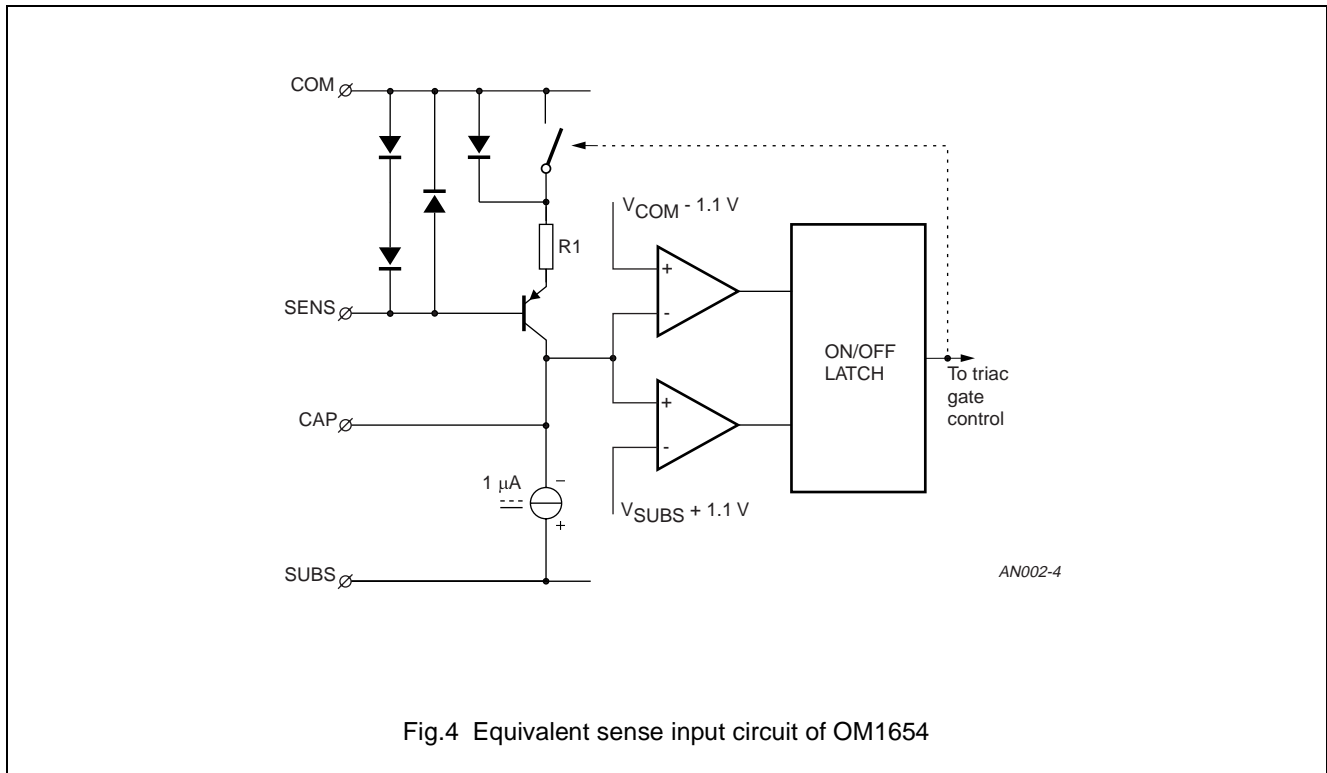 COM
V_COM - 1.1 V
R1
+
-
SENS
ON/OFF
LATCH
To triac
gate
control
+
-
CAP
1 μA
-
+
V_SUBS + 1.1 V
SUBS
AN002-4
Fig.4 Equivalent sense input circuit of OM1654